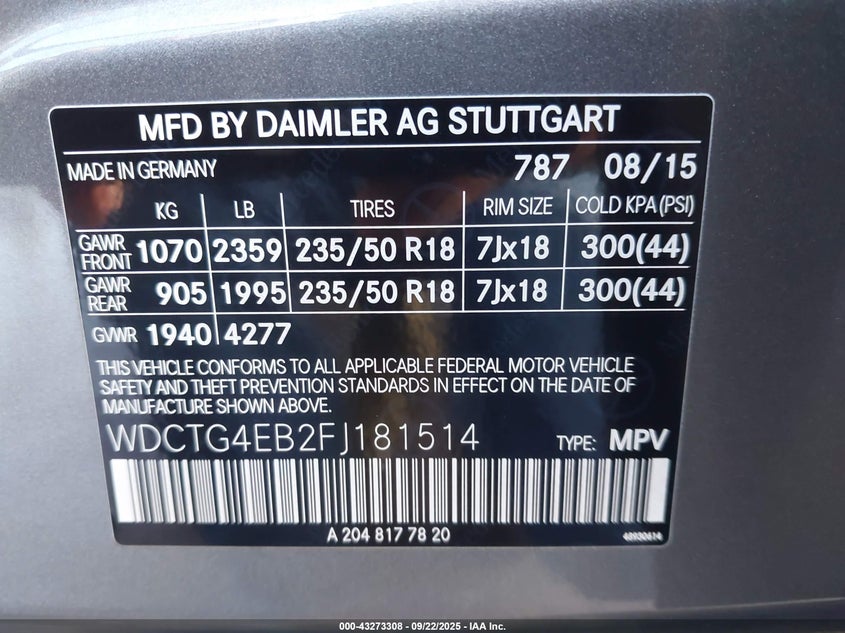 MFD BY DAIMLER AG STUTTGART
MADE IN GERMANY 787 08/15
KG LB TIRES RIM SIZE COLD KPA (PSI)
GAWR FRONT 1070 2359 235/50 R18 7Jx18 300(44)
GAWR REAR 905 1995 235/50 R18 7Jx18 300(44)
GVWR 1940 4277
THIS VEHICLE CONFORMS TO ALL APPLICABLE FEDERAL MOTOR VEHICLE
SAFETY AND THEFT PREVENTION STANDARDS IN EFFECT ON THE DATE OF
MANUFACTURE SHOWN ABOVE.
WDCTG4EB2FJ181514 TYPE: MPV
A 204 817 78 20
000-43273308 - 09/22/2025 - IAA Inc.